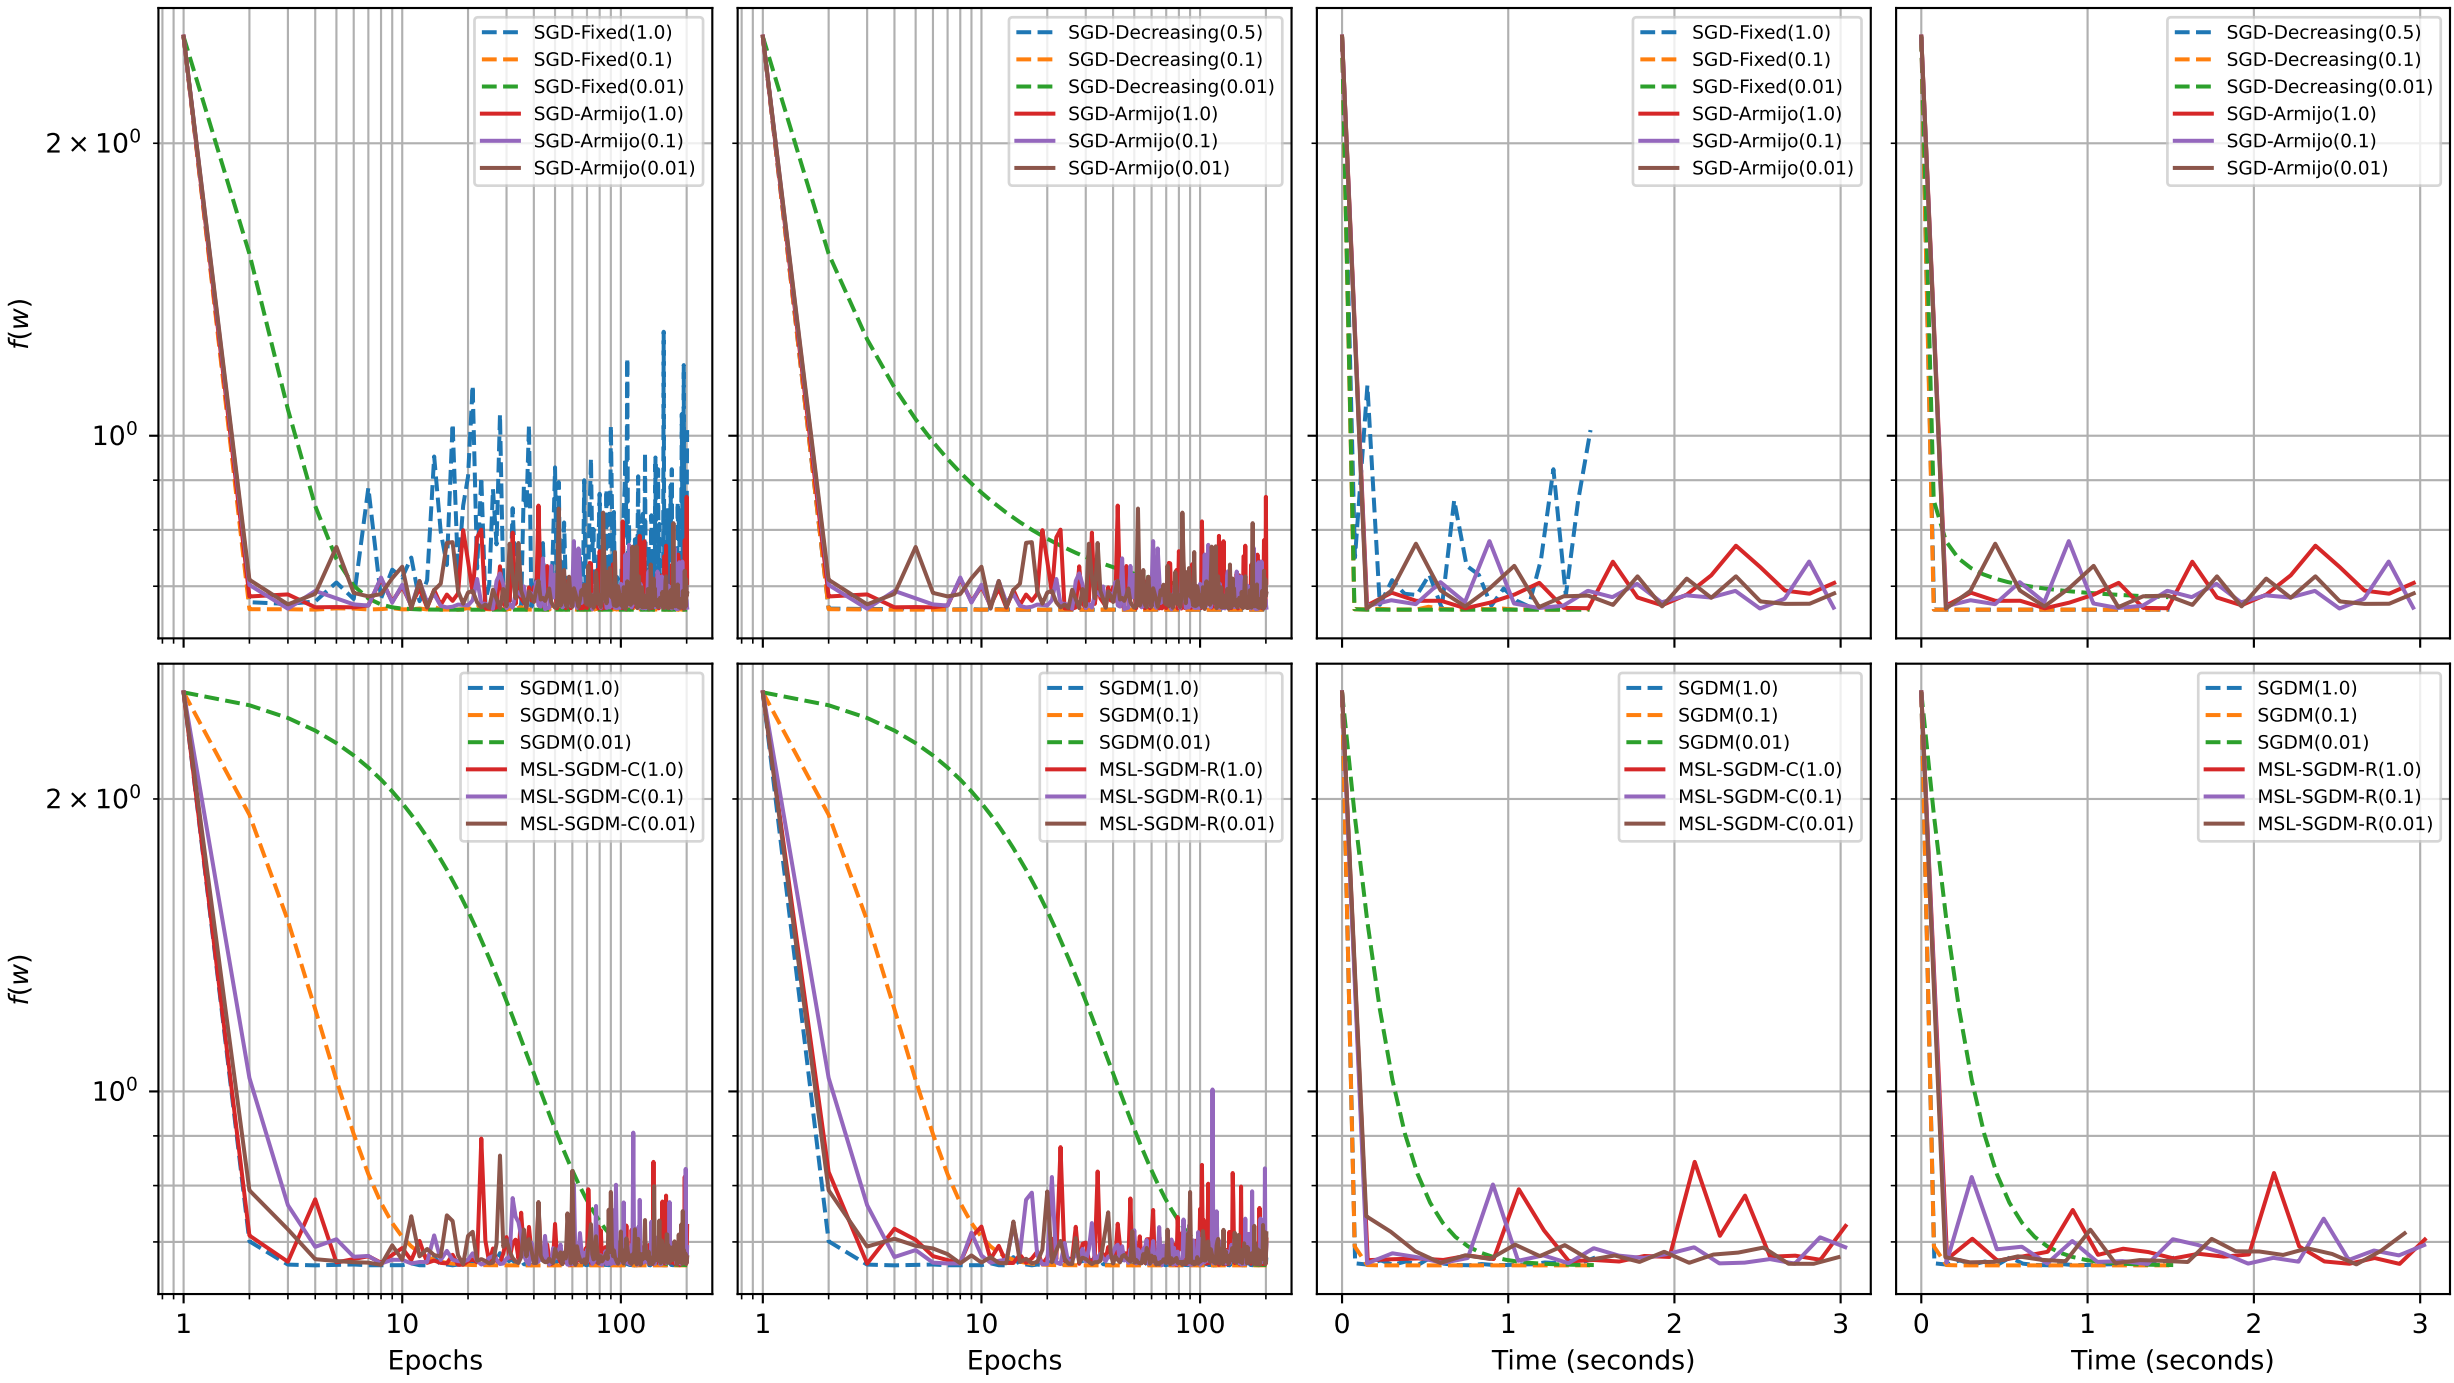 SGD-Fixed(1.0)
SGD-Fixed(0.1)
SGD-Fixed(0.01)
SGD-Armijo(1.0)
SGD-Armijo(0.1)
SGD-Armijo(0.01)
2 × 10⁰
10⁰
f(w)
SGD-Decreasing(0.5)
SGD-Decreasing(0.1)
SGD-Decreasing(0.01)
SGD-Armijo(1.0)
SGD-Armijo(0.1)
SGD-Armijo(0.01)
SGD-Fixed(1.0)
SGD-Fixed(0.1)
SGD-Fixed(0.01)
SGD-Armijo(1.0)
SGD-Armijo(0.1)
SGD-Armijo(0.01)
SGD-Decreasing(0.5)
SGD-Decreasing(0.1)
SGD-Decreasing(0.01)
SGD-Armijo(1.0)
SGD-Armijo(0.1)
SGD-Armijo(0.01)
SGDM(1.0)
SGDM(0.1)
SGDM(0.01)
MSL-SGDM-C(1.0)
MSL-SGDM-C(0.1)
MSL-SGDM-C(0.01)
2 × 10⁰
10⁰
f(w)
1 10 100
Epochs
SGDM(1.0)
SGDM(0.1)
SGDM(0.01)
MSL-SGDM-R(1.0)
MSL-SGDM-R(0.1)
MSL-SGDM-R(0.01)
1 10 100
Epochs
SGDM(1.0)
SGDM(0.1)
SGDM(0.01)
MSL-SGDM-C(1.0)
MSL-SGDM-C(0.1)
MSL-SGDM-C(0.01)
0 1 2 3
Time (seconds)
SGDM(1.0)
SGDM(0.1)
SGDM(0.01)
MSL-SGDM-R(1.0)
MSL-SGDM-R(0.1)
MSL-SGDM-R(0.01)
0 1 2 3
Time (seconds)